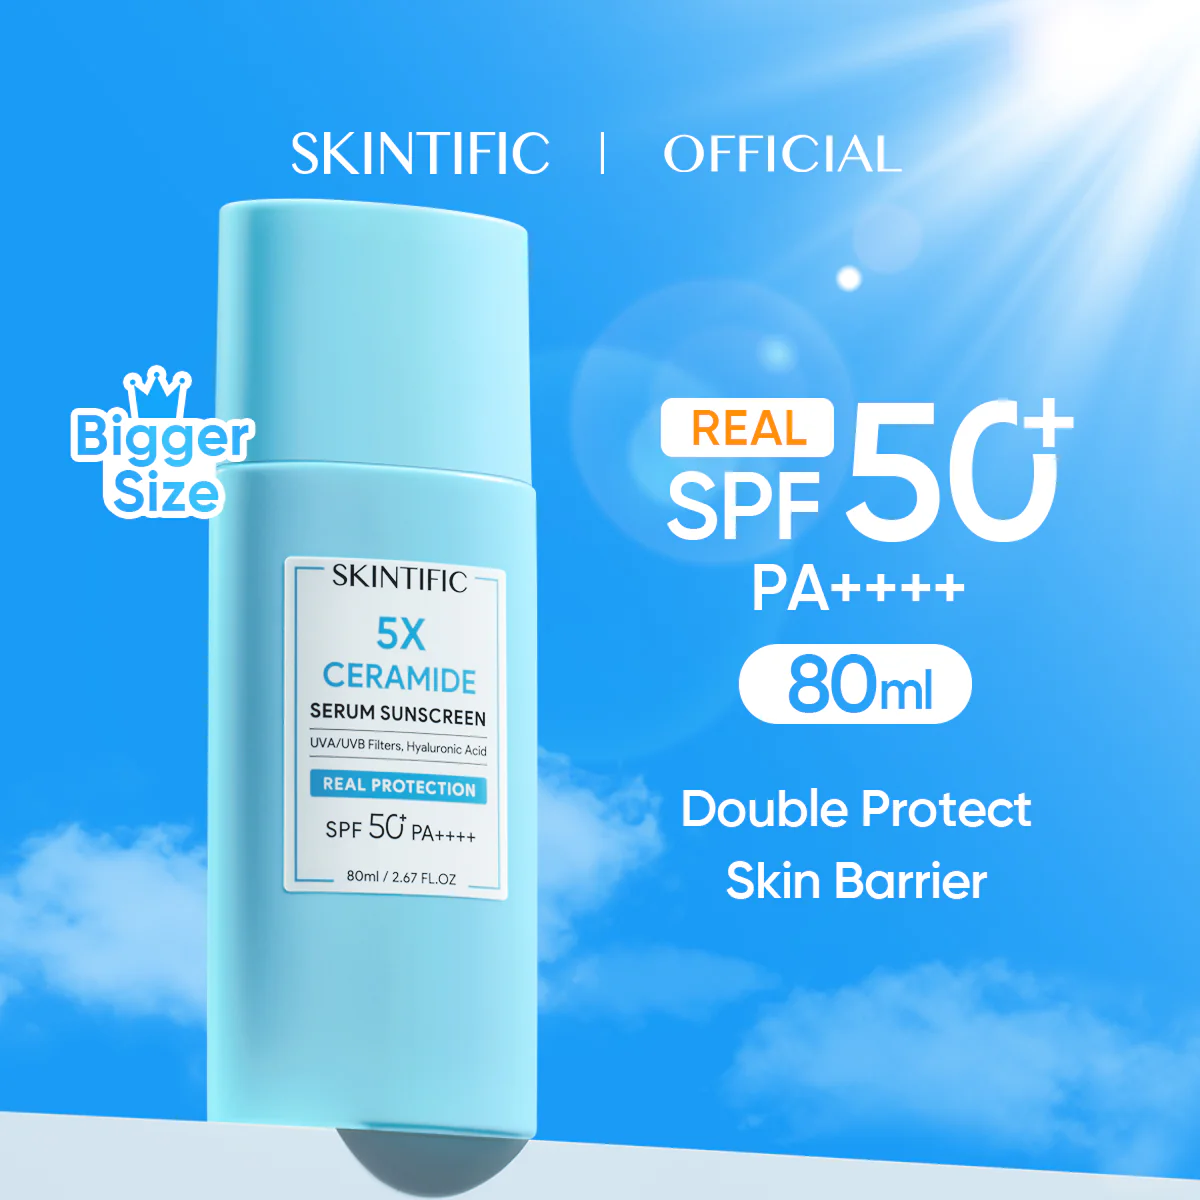 SKINTIFIC | OFFICIAL
Bigger
Size
SKINTIFIC
5X
CERAMIDE
SERUM SUNSCREEN
UVA/UVB Filters, Hyaluronic Acid
REAL PROTECTION
SPF 50+ PA++++
80ml / 2.67 FL.OZ
REAL
SPF 50+
PA++++
80ml
Double Protect
Skin Barrier